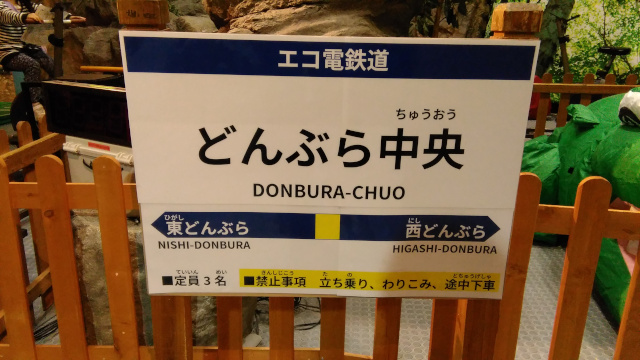 エコ電鉄道
ちゅうおう
どんぶら中央
DONBURA-CHUO
ひがし
東どんぶら
にし
西どんぶら
NISHI-DONBURA
HIGASHI-DONBURA
ていいん めい
■定員3名
きんしじこう た の とちゅうげしゃ
■禁止事項 立ち乗り、わりこみ、途中下車